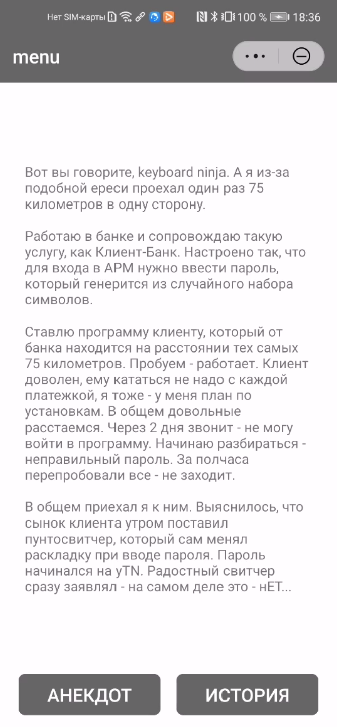 Нет SIM-карты 100 % 18:36
menu
Вот вы говорите, keyboard ninja. А я из-за
подобной ереси проехал один раз 75
километров в одну сторону.
Работаю в банке и сопровождаю такую
услугу, как Клиент-Банк. Настроено так, что
для входа в АРМ нужно ввести пароль,
который генерится из случайного набора
символов.
Ставлю программу клиенту, который от
банка находится на расстоянии тех самых
75 километров. Пробуем - работает. Клиент
доволен, ему кататься не надо с каждой
платежкой, я тоже - у меня план по
установкам. В общем довольные
расстаемся. Через 2 дня звонит - не могу
войти в программу. Начинаю разбираться -
неправильный пароль. За полчаса
перепробовали все - не заходит.
В общем приехал я к ним. Выяснилось, что
сынок клиента утром поставил
пунтосвитчер, который сам менял
раскладку при вводе пароля. Пароль
начинался на yTN. Радостный свитчер
сразу заявлял - на самом деле это - нЕТ...
АНЕКДОТ
ИСТОРИЯ